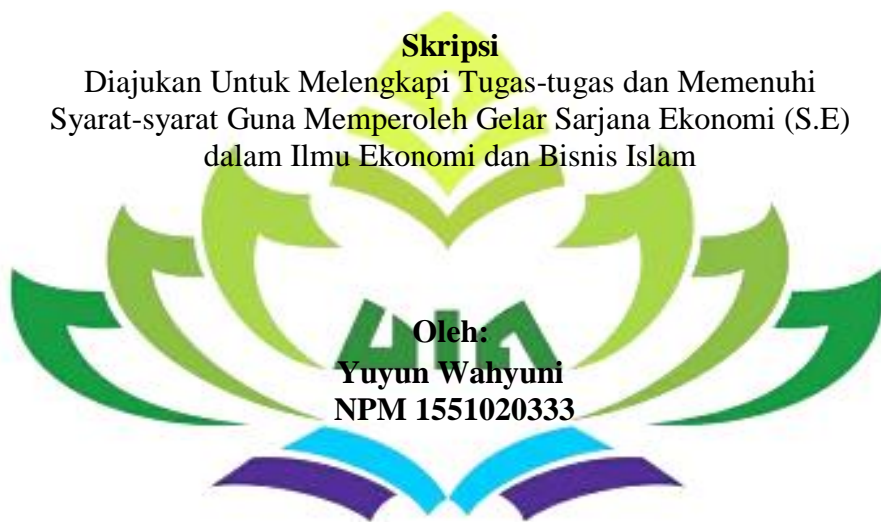 Skripsi
Diajukan Untuk Melengkapi Tugas-tugas dan Memenuhi
Syarat-syarat Guna Memperoleh Gelar Sarjana Ekonomi (S.E)
dalam Ilmu Ekonomi dan Bisnis Islam
UIN
Oleh:
Yuyun Wahyuni
NPM 1551020333